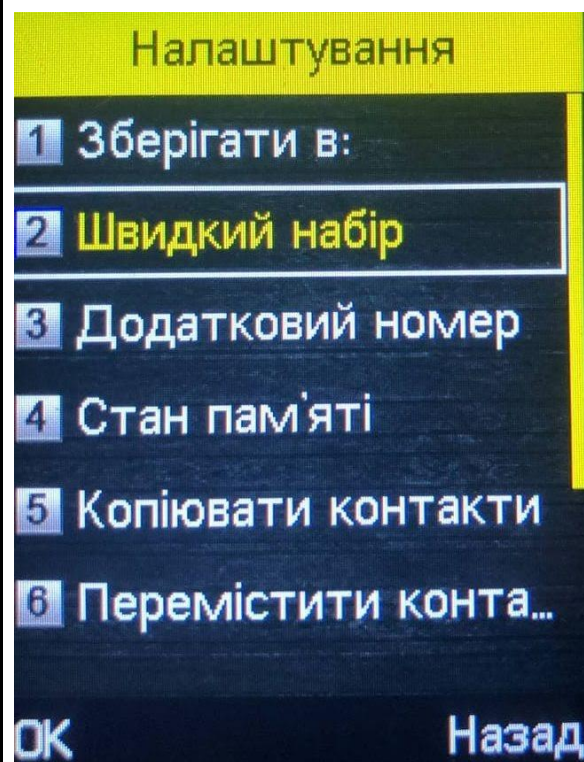 Налаштування
1 Зберігати в:
2 Швидкий набір
3 Додатковий номер
4 Стан пам'яті
5 Копіювати контакти
6 Перемістити конта...
OK Назад